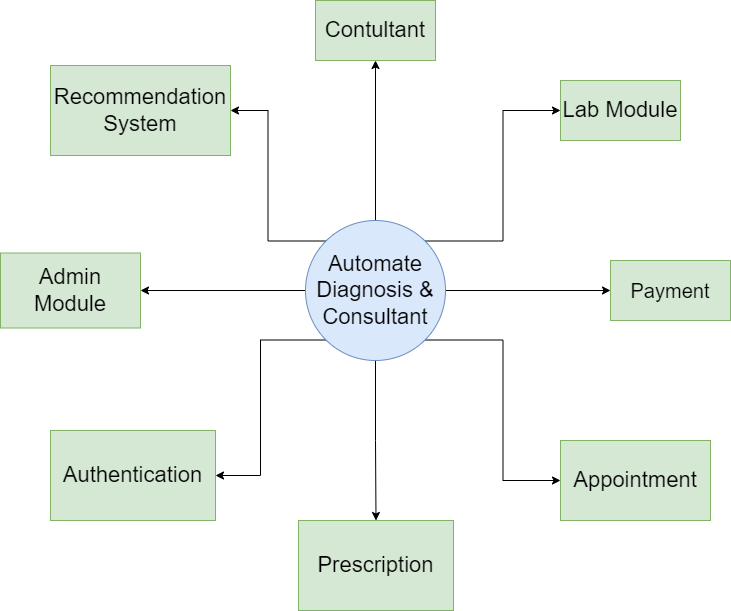 Contultant
Recommendation
System
Lab Module
Automate
Diagnosis &
Consultant
Admin
Module
Payment
Authentication
Appointment
Prescription